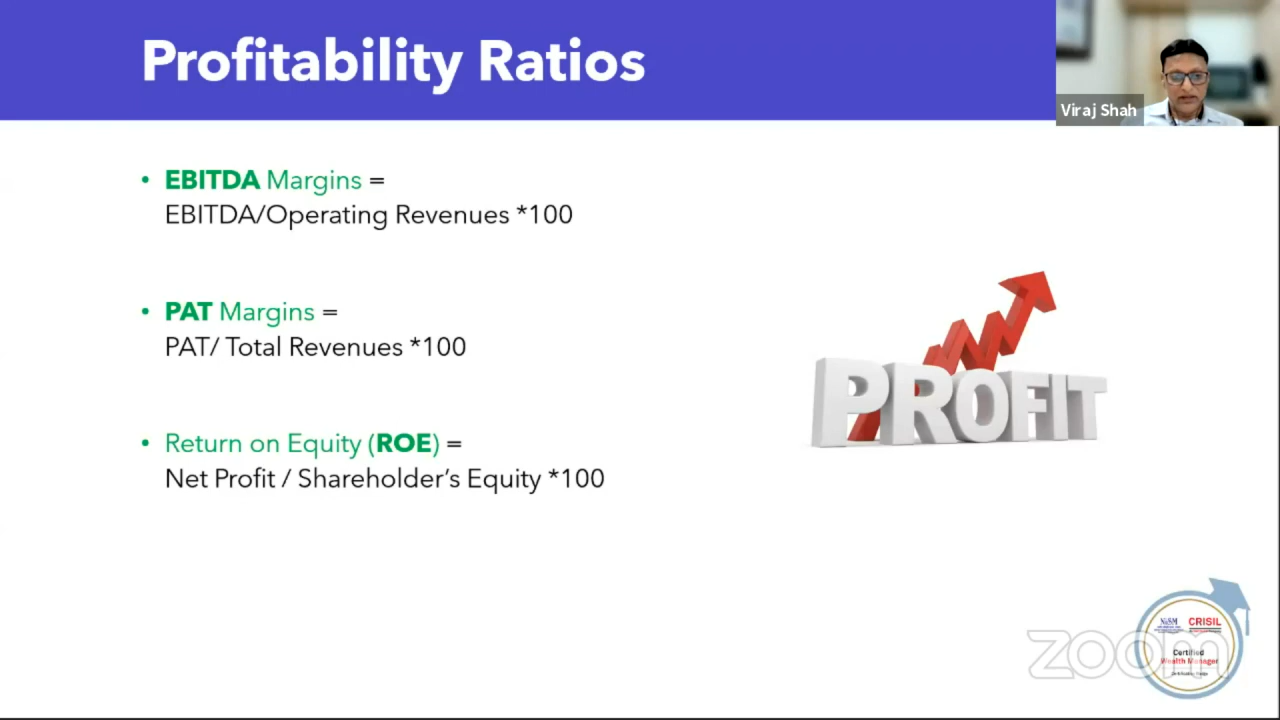 Profitability Ratios
Viraj Shah
• EBITDA Margins =
EBITDA/Operating Revenues *100
• PAT Margins =
PAT/ Total Revenues *100
• Return on Equity (ROE) =
Net Profit / Shareholder's Equity *100
PROFIT
zoom
NISM
CRISIL
Certified
Wealth Manager